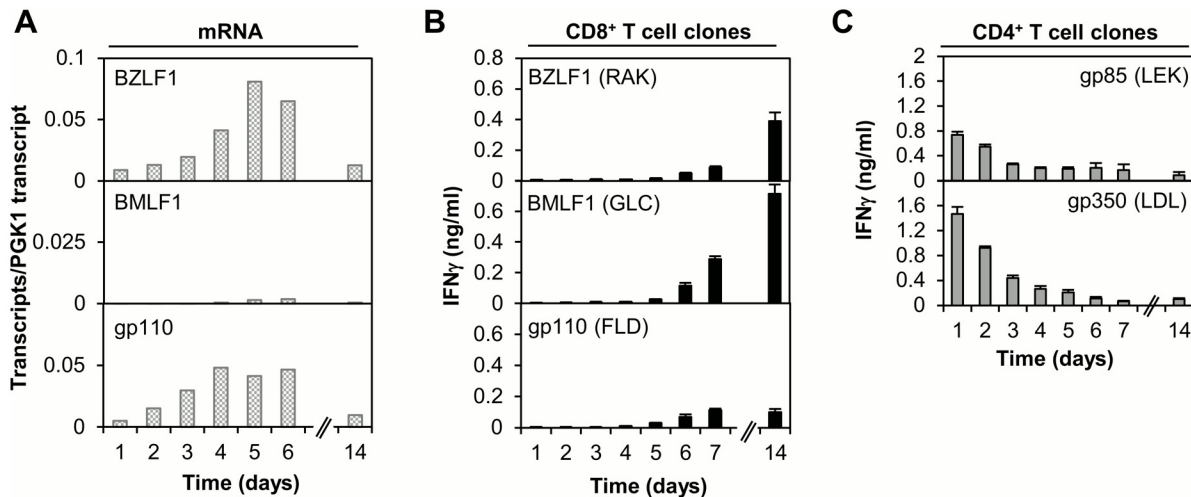 A
mRNA
Transcripts/PGK1 transcript
0.1
BZLF1
0.05
0
BMLF1
0.025
0
gp110
0.05
0
1 2 3 4 5 6 14
Time (days)
B
CD8+ T cell clones
IFNγ (ng/ml)
0.8
BZLF1 (RAK)
0.6
0.4
0.2
0
BMLF1 (GLC)
0.6
0.4
0.2
0
gp110 (FLD)
0.6
0.4
0.2
0
1 2 3 4 5 6 7 14
Time (days)
C
CD4+ T cell clones
IFNγ (ng/ml)
2
gp85 (LEK)
1.6
1.2
0.8
0.4
0
gp350 (LDL)
1.6
1.2
0.8
0.4
0
1 2 3 4 5 6 7 14
Time (days)